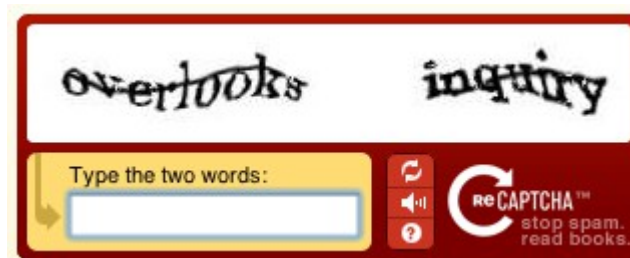 overlooks inquiry
Type the two words:
ReCAPTCHA™
stop spam.
read books.